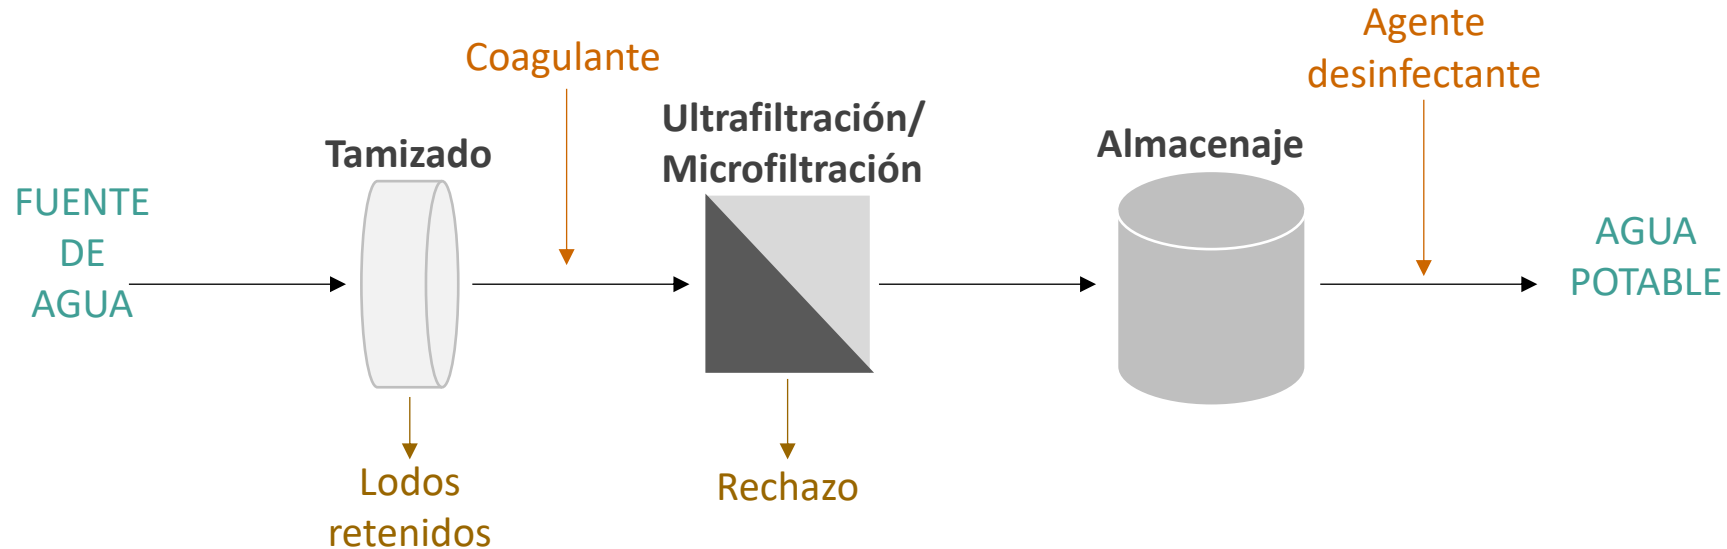 FUENTE
DE
AGUA
Tamizado
Lodos
retenidos
Coagulante
Ultrafiltración/
Microfiltración
Rechazo
Almacenaje
Agente
desinfectante
AGUA
POTABLE